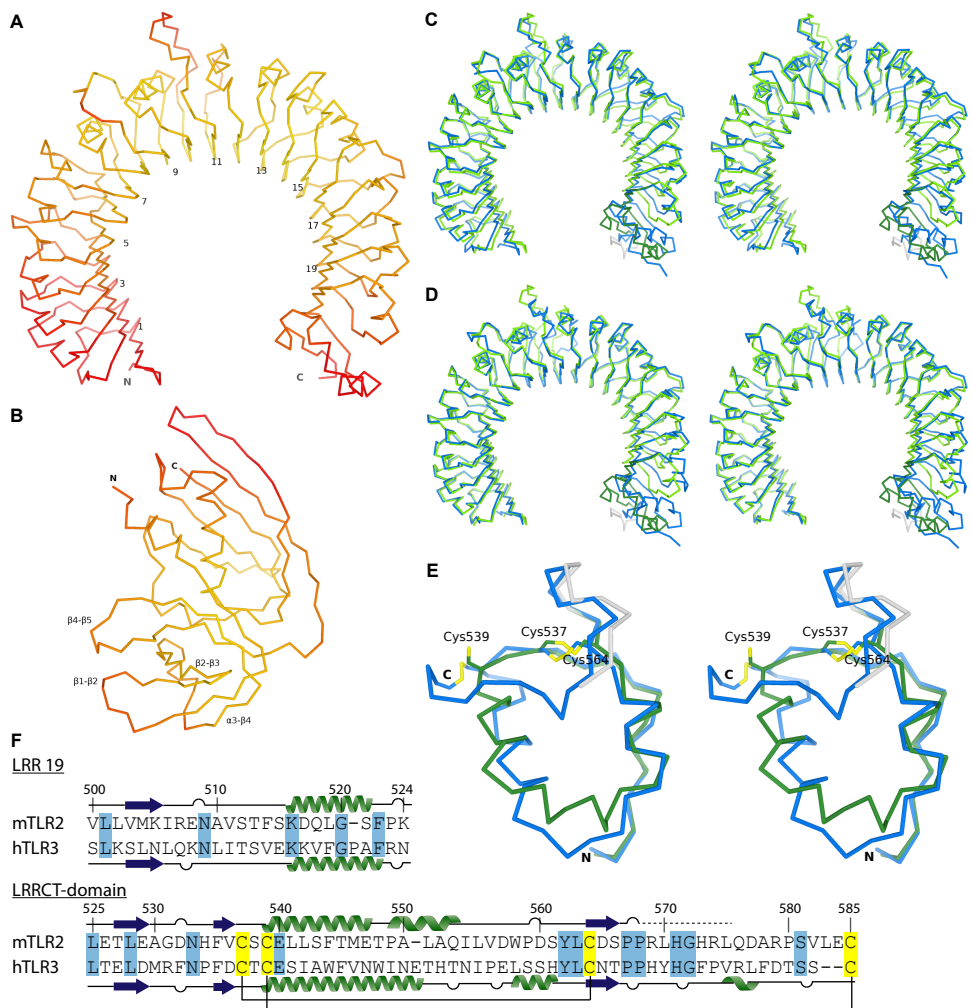 A
C
11
13
9
15
7
17
5
19
3
1
N
C
D
B
N
C
β4-β5
β2-β3
β1-β2
α3-β4
E
Cys539
Cys537
Cys564
C
N
Cys539
Cys537
Cys564
C
N
F
LRR 19
500 510 520 524
mTLR2 VLLVMKIRENAVSTFSKDQLG-SFPK
hTLR3 SLKSLNLQKNLITSVEKKVFGPAFRN
LRRCT-domain
525 530 540 550 560 570 580 585
mTLR2 LETLEAGDNHFVCSCELLSFTMETPA-LAQILVDWPDSYLCDSPPRLHGHRLQDARPSVLEC
hTLR3 LTELDMRFNPFDCTCESIAWFVNWINETHTNIPELSSHYLCNTPPHYHGFPVRLFDTS--C